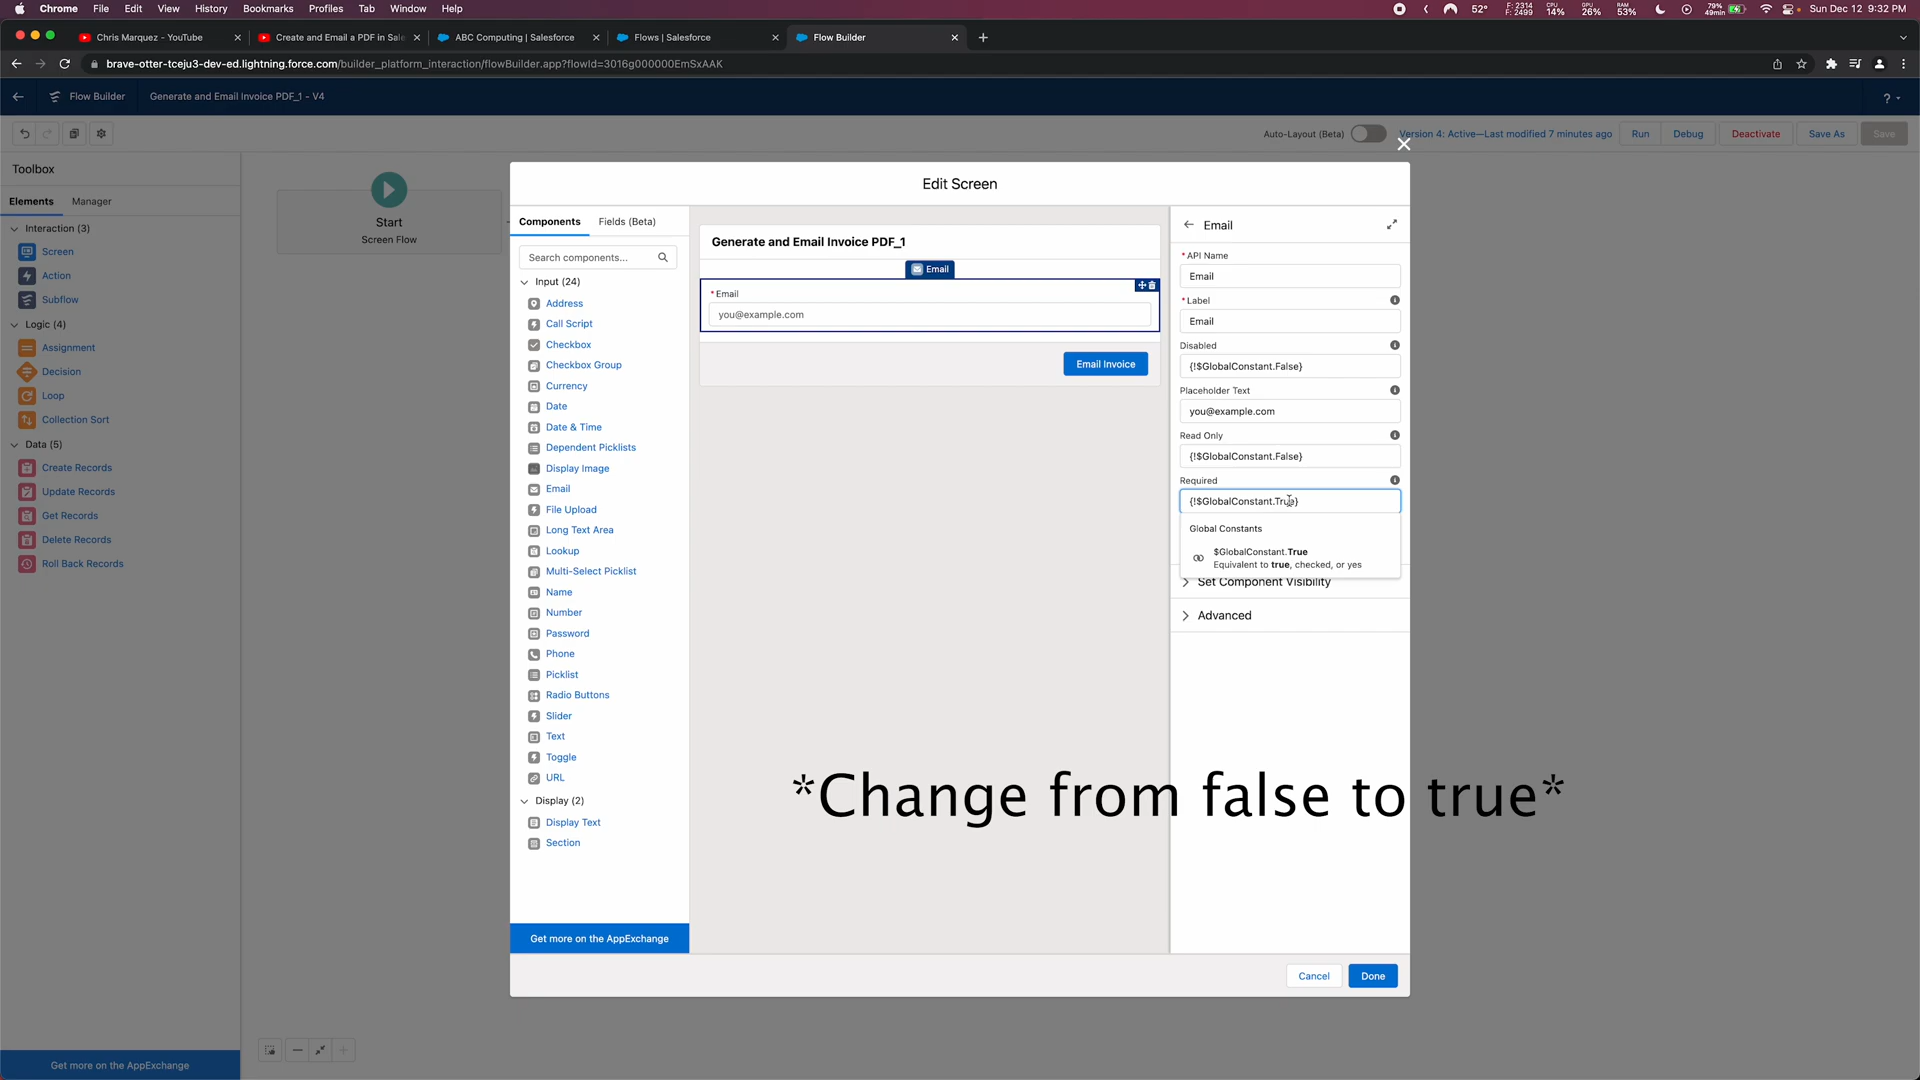 Chrome File Edit View History Bookmarks Profiles Tab Window Help
52° F: 2314 F: 2499 CPU 14% GPU 26% RAM 53% 79% 49min Sun Dec 12 9:32 PM
Chris Marquez - YouTube
Create and Email a PDF in Sale
ABC Computing | Salesforce
Flows | Salesforce
Flow Builder
brave-otter-tceju3-dev-ed.lightning.force.com/builder_platform_interaction/flowBuilder.app?flowId=3016g000000EmSxAAK
Flow Builder Generate and Email Invoice PDF_1 - V4 ?
Auto-Layout (Beta) Version 4: Active—Last modified 7 minutes ago Run Debug Deactivate Save As Save
Toolbox
Elements Manager
Interaction (3)
Screen
Action
Subflow
Logic (4)
Assignment
Decision
Loop
Collection Sort
Data (5)
Create Records
Update Records
Get Records
Delete Records
Roll Back Records
Get more on the AppExchange
Start
Screen Flow
Edit Screen
Components Fields (Beta)
Search components...
Input (24)
Address
Call Script
Checkbox
Checkbox Group
Currency
Date
Date & Time
Dependent Picklists
Display Image
Email
File Upload
Long Text Area
Lookup
Multi-Select Picklist
Name
Number
Password
Phone
Picklist
Radio Buttons
Slider
Text
Toggle
URL
Display (2)
Display Text
Section
Get more on the AppExchange
Generate and Email Invoice PDF_1
Email
* Email
you@example.com
Email Invoice
Email
* API Name
Email
* Label
Email
Disabled
{!$GlobalConstant.False}
Placeholder Text
you@example.com
Read Only
{!$GlobalConstant.False}
Required
{!$GlobalConstant.True}
Global Constants
$GlobalConstant.True
Equivalent to true, checked, or yes
Set Component Visibility
Advanced
*Change from false to true*
Cancel Done